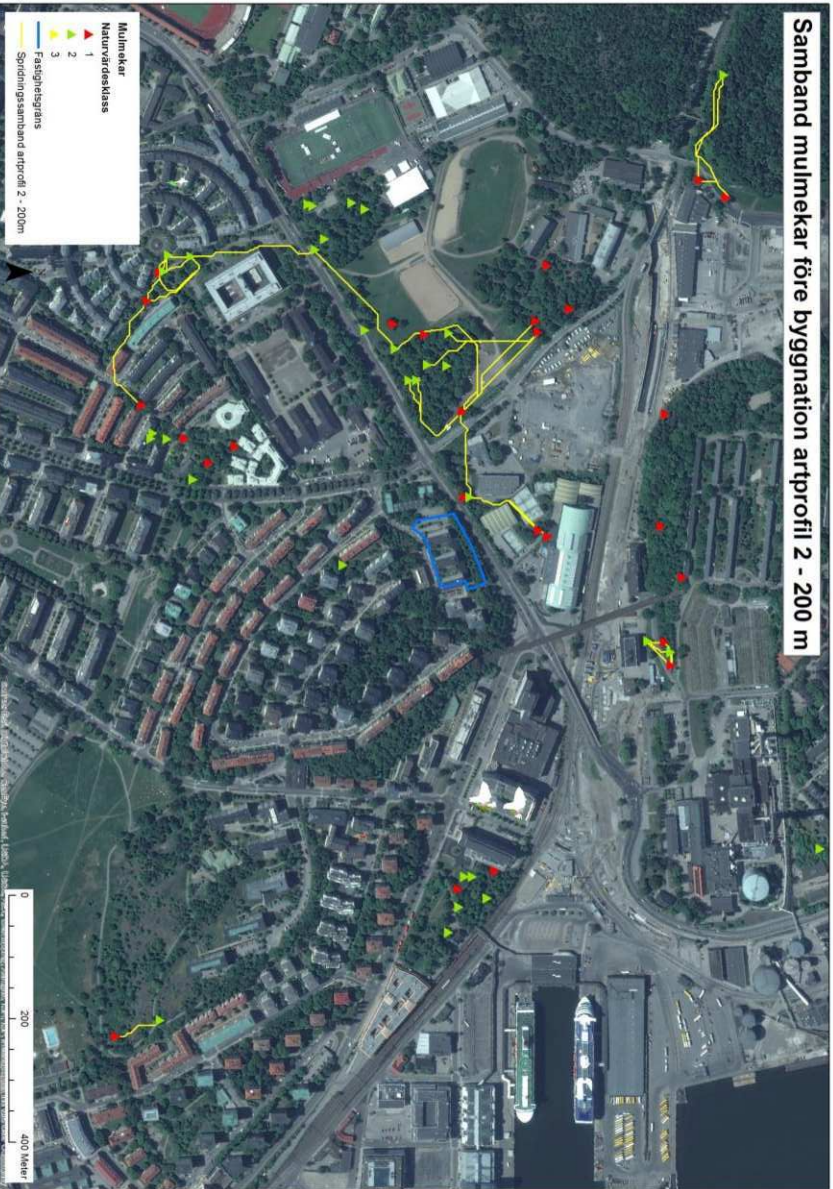 Samband mulmekar före byggnation artprofil 2 - 200 m
Mulmekar
Naturvärdesklass
1
2
3
Fastighetsgräns
Spridningssamband artprofil 2 - 200m
0 200 400 Meter